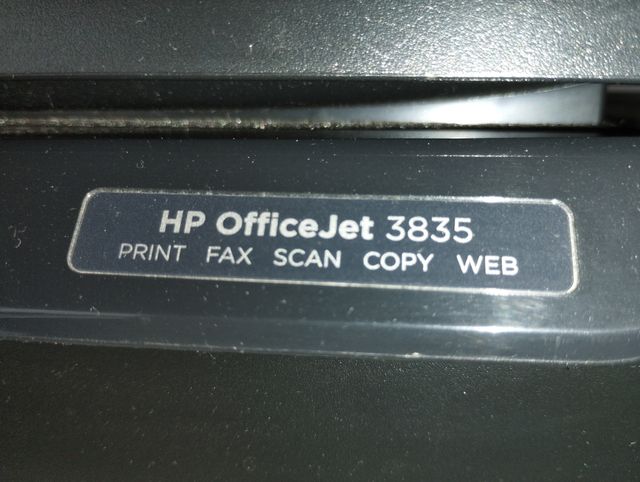 HP OfficeJet 3835
PRINT FAX SCAN COPY WEB